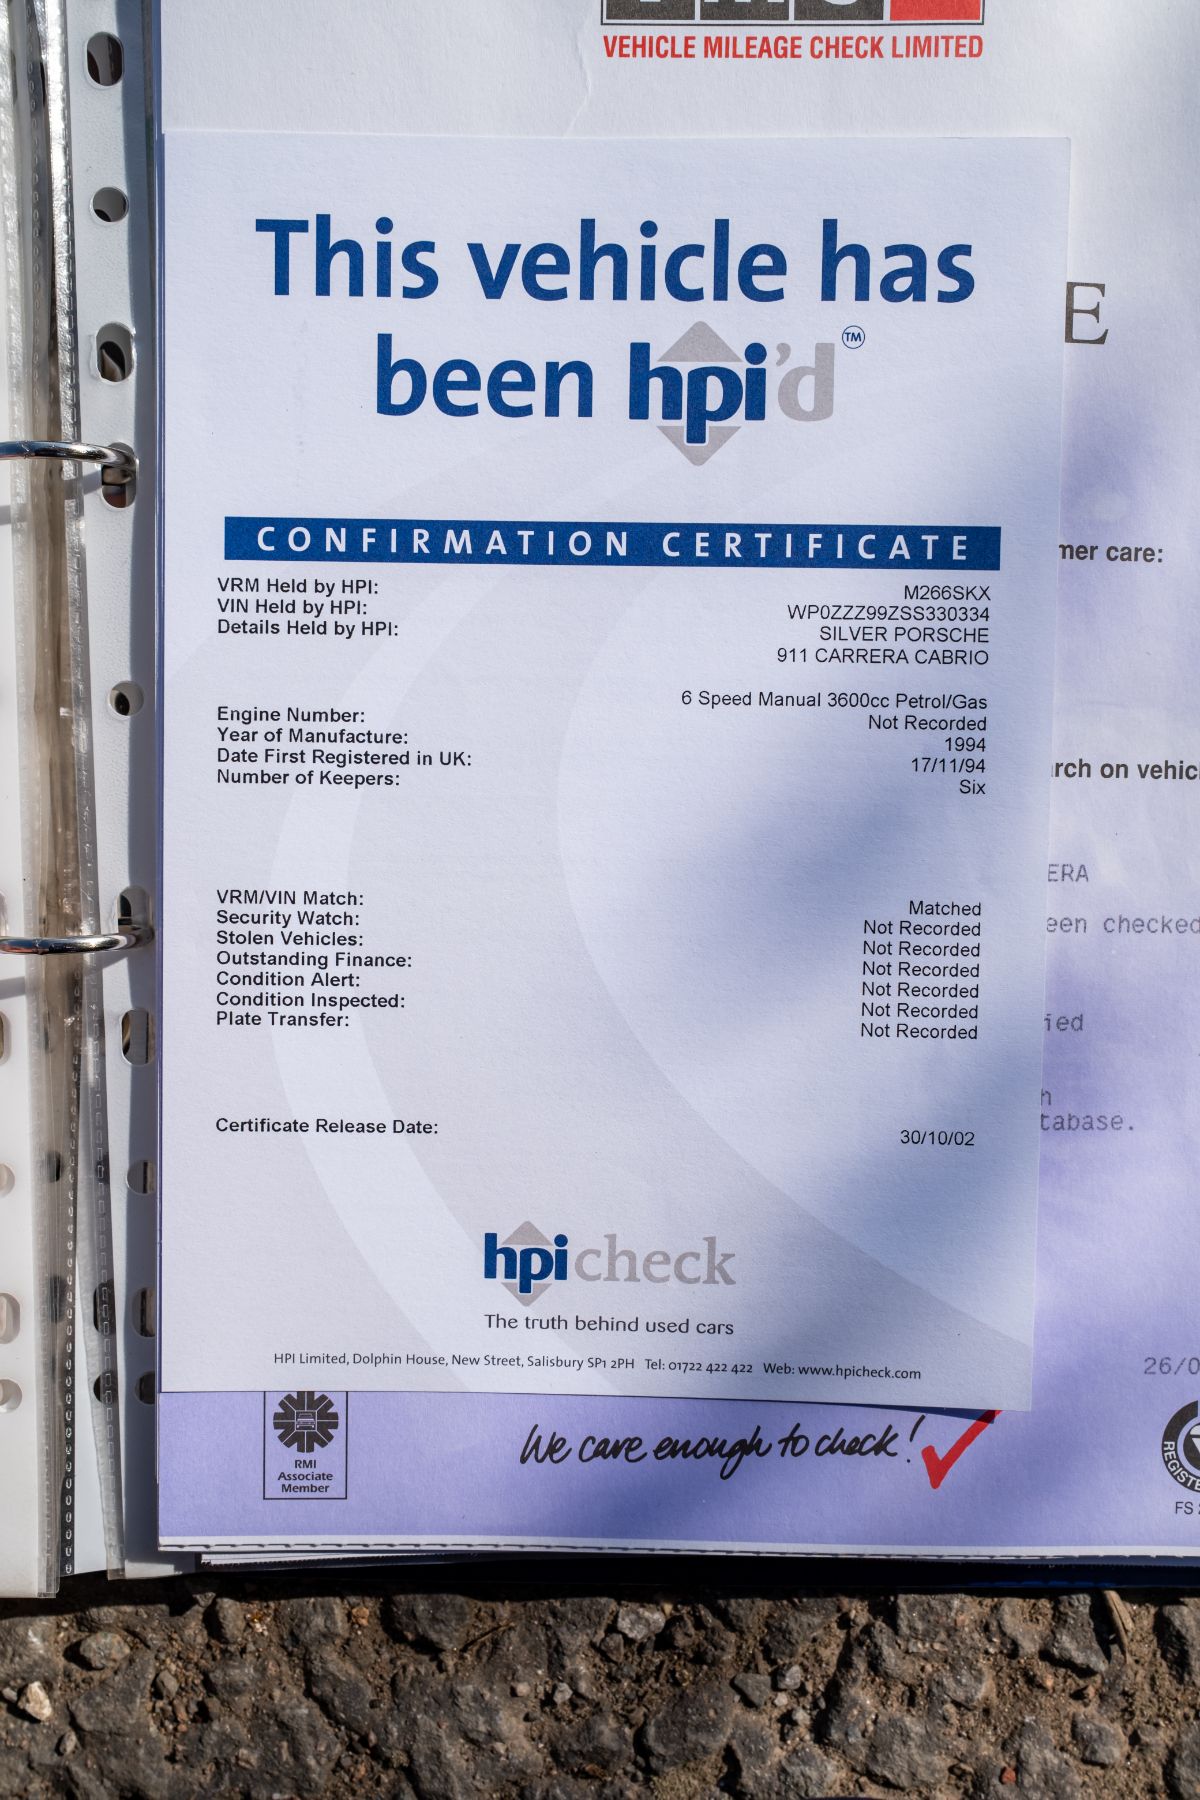 VEHICLE MILEAGE CHECK LIMITED
This vehicle has
been hpi'd™
E
CONFIRMATION CERTIFICATE
mer care:
VRM Held by HPI: M266SKX
VIN Held by HPI: WP0ZZZ99ZSS330334
Details Held by HPI: SILVER PORSCHE
911 CARRERA CABRIO
6 Speed Manual 3600cc Petrol/Gas
Engine Number: Not Recorded
Year of Manufacture: 1994
Date First Registered in UK: 17/11/94
Number of Keepers: Six
rch on vehic
ERA
VRM/VIN Match: Matched
Security Watch: Not Recorded
Stolen Vehicles: Not Recorded
Outstanding Finance: Not Recorded
Condition Alert: Not Recorded
Condition Inspected: Not Recorded
Plate Transfer: Not Recorded
een checked
ied
h
tabase.
Certificate Release Date: 30/10/02
hpicheck
The truth behind used cars
HPI Limited, Dolphin House, New Street, Salisbury SP1 2PH Tel: 01722 422 422 Web: www.hpicheck.com
26/0
RMI
Associate
Member
We care enough to check!
REGISTE
FS